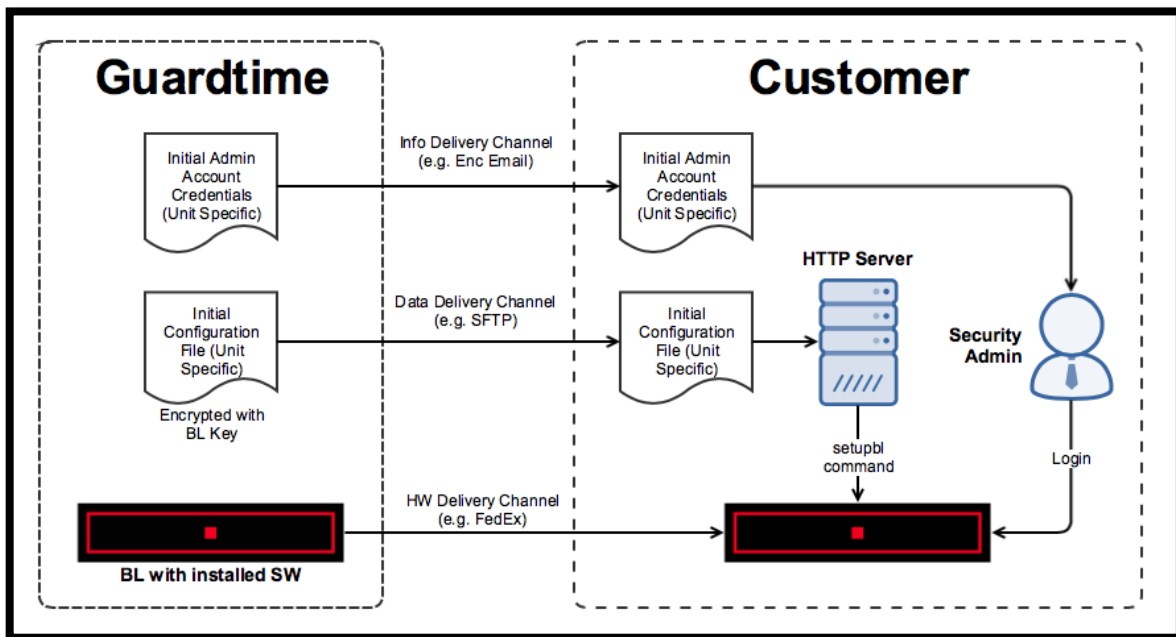 Guardtime
Customer
Info Delivery Channel
(e.g. Enc Email)
Initial Admin
Account
Credentials
(Unit Specific)
Initial Admin
Account
Credentials
(Unit Specific)
HTTP Server
Data Delivery Channel
(e.g. SFTP)
Initial
Configuration
File (Unit
Specific)
Initial
Configuration
File (Unit
Specific)
Security
Admin
Encrypted with
BL Key
setupbl
command
Login
HW Delivery Channel
(e.g. FedEx)
BL with installed SW